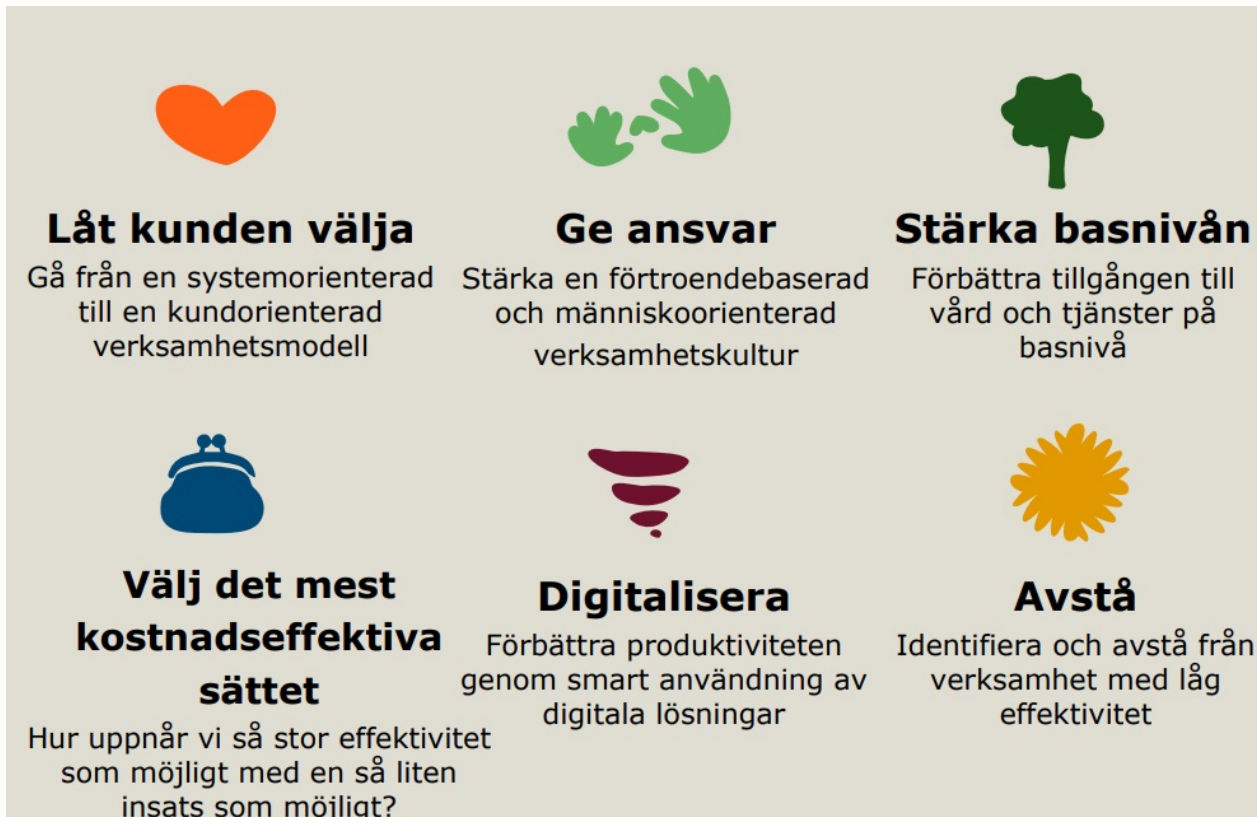 Låt kunden välja
Gå från en systemorienterad
till en kundorienterad
verksamhetsmodell
Ge ansvar
Stärka en förtroendebaserad
och människoorienterad
verksamhetskultur
Stärka basnivån
Förbättra tillgången till
vård och tjänster på
basnivå
Välj det mest
kostnadseffektiva
sättet
Hur uppnår vi så stor effektivitet
som möjligt med en så liten
insats som möjligt?
Digitalisera
Förbättra produktiviteten
genom smart användning av
digitala lösningar
Avstå
Identifiera och avstå från
verksamhet med låg
effektivitet